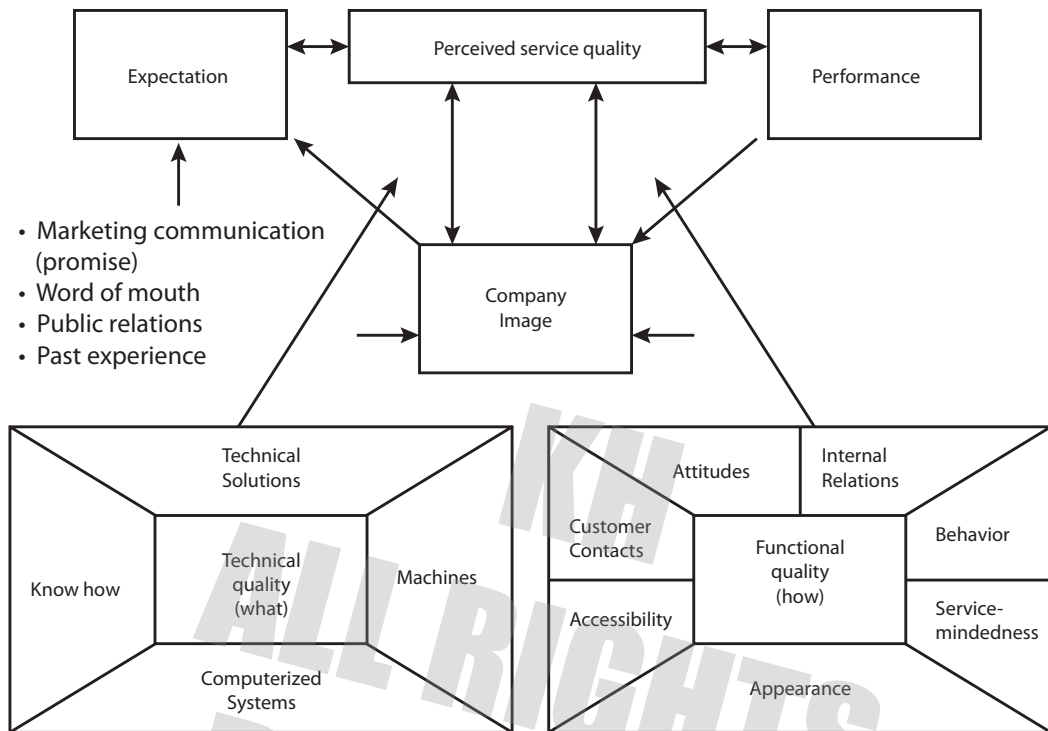 Expectation
Perceived service quality
Performance
• Marketing communication
(promise)
• Word of mouth
• Public relations
• Past experience
Company
Image
Technical
Solutions
Know how
Technical
quality
(what)
Machines
Computerized
Systems
Attitudes
Internal
Relations
Customer
Contacts
Functional
quality
(how)
Behavior
Accessibility
Service-
mindedness
Appearance
KH
ALL RIGHTS